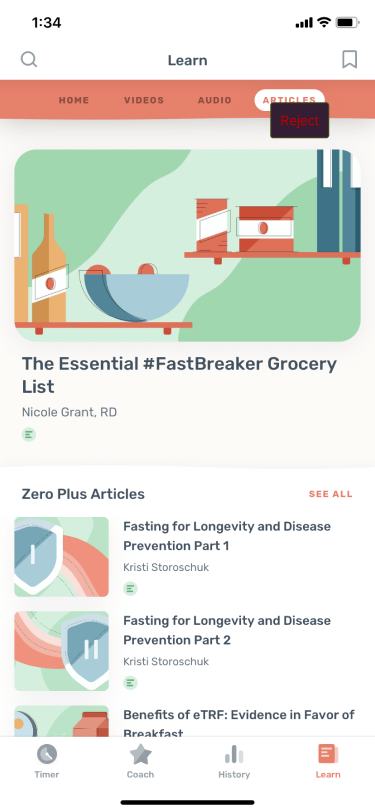 1:34
Learn
HOME VIDEOS AUDIO ARTICLES
Reject
The Essential #FastBreaker Grocery
List
Nicole Grant, RD
Zero Plus Articles SEE ALL
Fasting for Longevity and Disease
Prevention Part 1
Kristi Storoschuk
Fasting for Longevity and Disease
Prevention Part 2
Kristi Storoschuk
Benefits of eTRF: Evidence in Favor of
Breakfast
Timer Coach History Learn